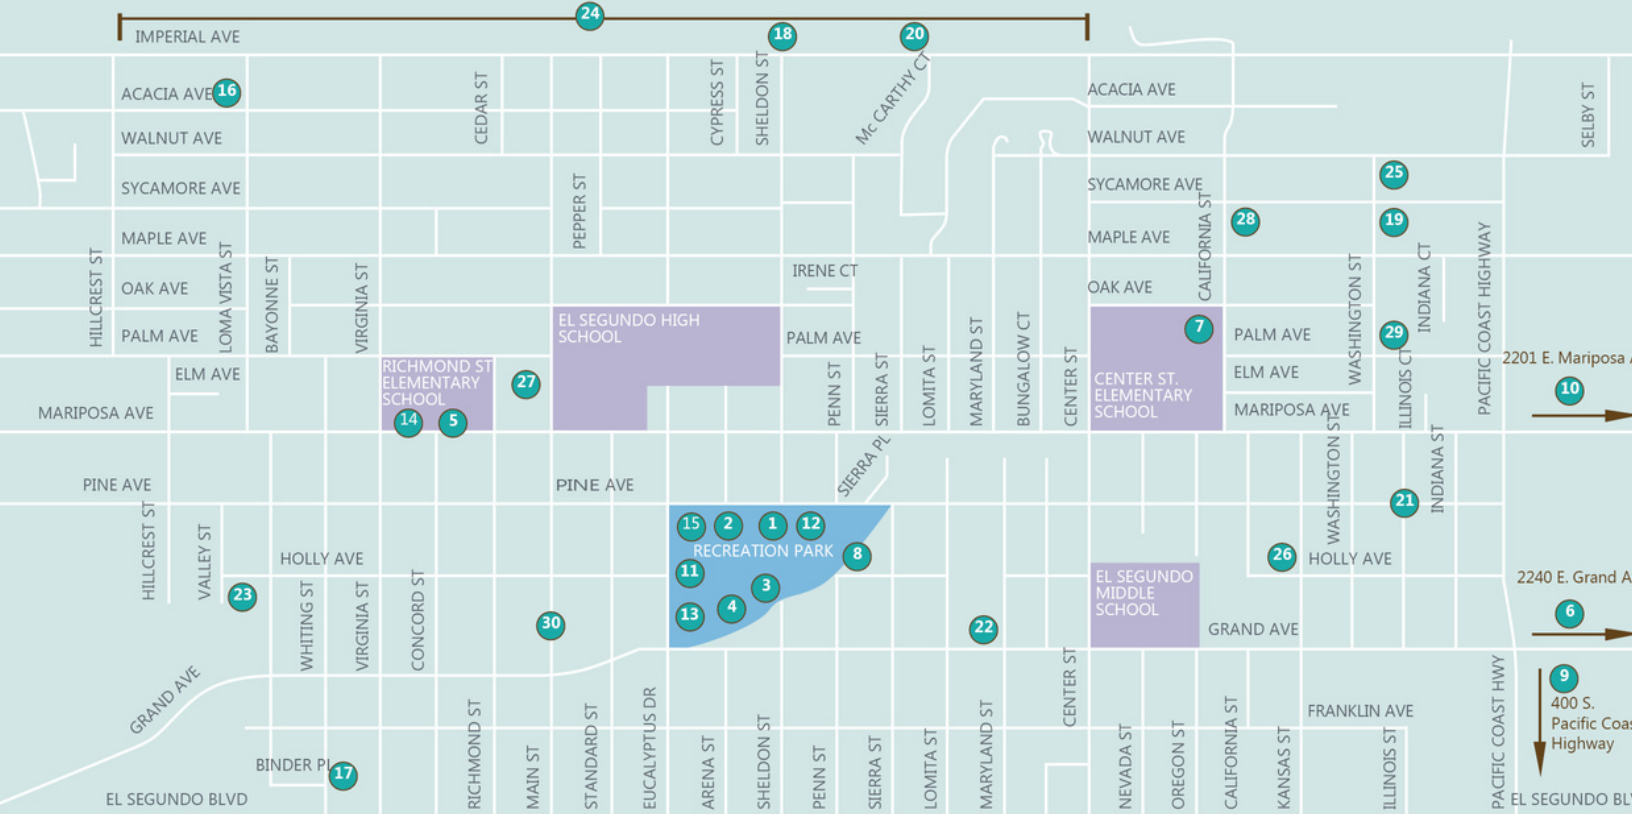 24
IMPERIAL AVE
18
20
ACACIA AVE
16
CEDAR ST
CYPRESS ST
SHELDON ST
Mc CARTHY CT
ACACIA AVE
SELBY ST
WALNUT AVE
WALNUT AVE
SYCAMORE AVE
PEPPER ST
SYCAMORE AVE
25
MAPLE AVE
MAPLE AVE
CALIFORNIA ST
28
19
HILLCREST ST
OAK AVE
LOMA VISTA ST
BAYONNE ST
VIRGINIA ST
IRENE CT
OAK AVE
WASHINGTON ST
INDIANA CT
PACIFIC COAST HIGHWAY
PALM AVE
EL SEGUNDO HIGH
SCHOOL
PALM AVE
7
PALM AVE
29
ELM AVE
RICHMOND ST
ELEMENTARY
SCHOOL
27
14
5
PENN ST
SIERRA ST
LOMITA ST
MARYLAND ST
BUNGALOW CT
CENTER ST
CENTER ST.
ELEMENTARY
SCHOOL
ELM AVE
ILLINOIS CT
2201 E. Mariposa
10
MARIPOSA AVE
MARIPOSA AVE
PINE AVE
PINE AVE
SIERRA PL
WASHINGTON ST
21
INDIANA ST
HILLCREST ST
VALLEY ST
HOLLY AVE
15
2
1
12
RECREATION PARK
8
11
3
13
4
26
HOLLY AVE
23
WHITING ST
VIRGINIA ST
CONCORD ST
30
22
EL SEGUNDO
MIDDLE
SCHOOL
GRAND AVE
2240 E. Grand
6
GRAND AVE
CENTER ST
9
400 S.
Pacific Coas
Highway
FRANKLIN AVE
BINDER PL
17
EL SEGUNDO BLVD
RICHMOND ST
MAIN ST
STANDARD ST
EUCALYPTUS DR
ARENA ST
SHELDON ST
PENN ST
SIERRA ST
LOMITA ST
MARYLAND ST
NEVADA ST
OREGON ST
CALIFORNIA ST
KANSAS ST
ILLINOIS ST
PACIFIC COAST HWY
EL SEGUNDO